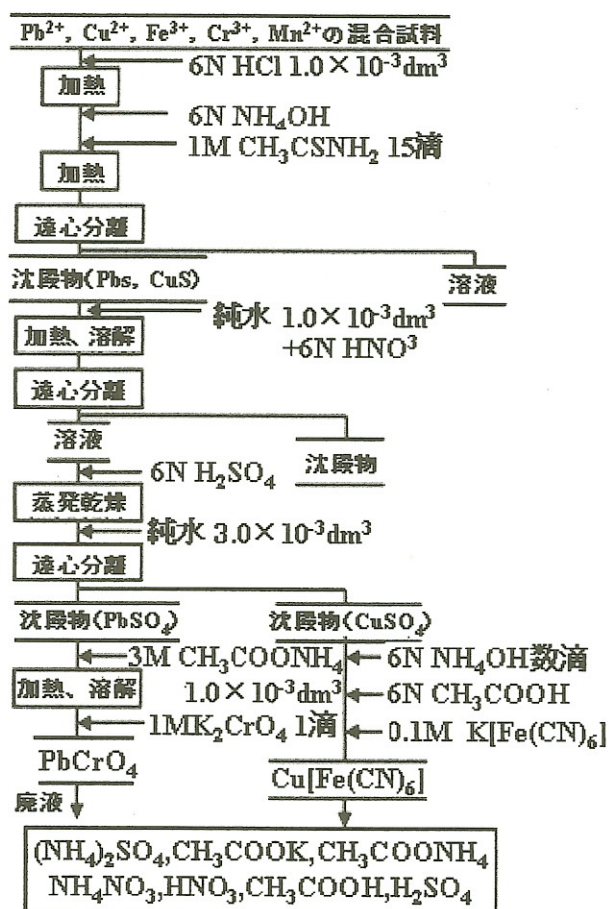 Pb²⁺, Cu²⁺, Fe³⁺, Cr³⁺, Mn²⁺の混合試料
6N HCl 1.0×10⁻³dm³
加熱
6N NH₄OH
1M CH₃CSNH₂ 15滴
加熱
遠心分離
沈殿物(Pbs, CuS)
溶液
純水 1.0×10⁻³dm³
+6N HNO³
加熱、溶解
遠心分離
溶液
沈殿物
6N H₂SO₄
蒸発乾燥
純水 3.0×10⁻³dm³
遠心分離
沈殿物(PbSO₄)
沈殿物(CuSO₄)
3M CH₃COONH₄
1.0×10⁻³dm³
加熱、溶解
1MK₂CrO₄ 1滴
PbCrO₄
6N NH₄OH数滴
6N CH₃COOH
0.1M K[Fe(CN)₆]
Cu[Fe(CN)₆]
廃液
(NH₄)₂SO₄,CH₃COOK,CH₃COONH₄
NH₄NO₃,HNO₃,CH₃COOH,H₂SO₄